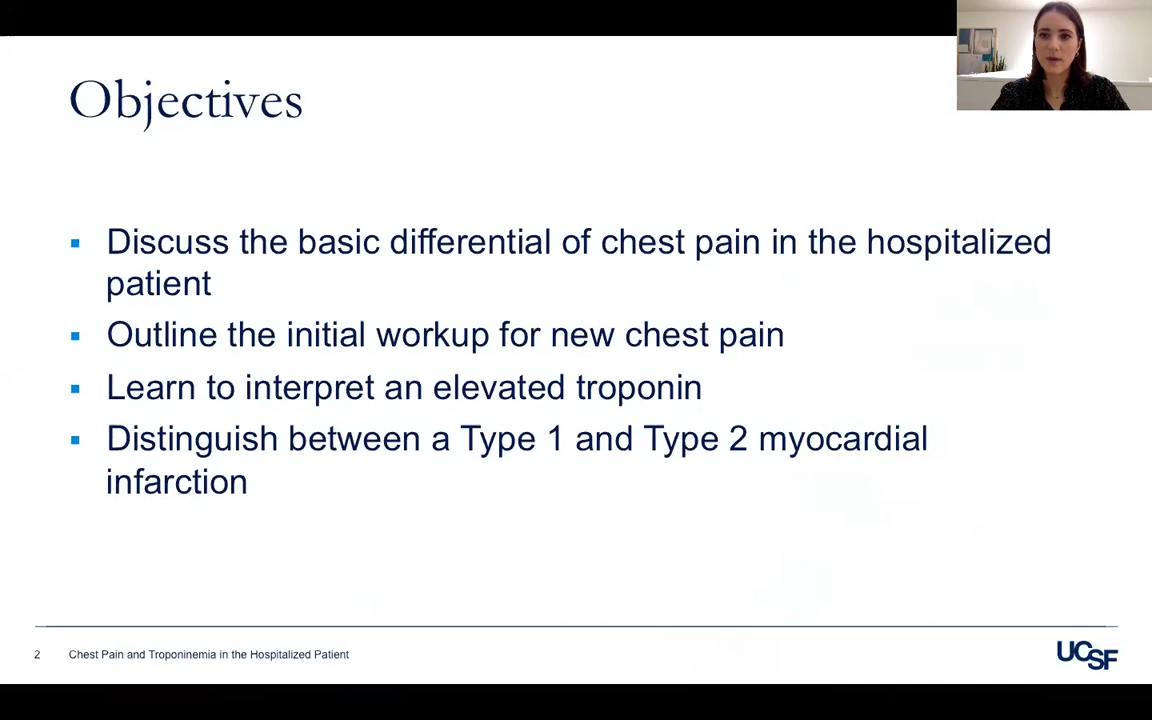 Objectives
▪ Discuss the basic differential of chest pain in the hospitalized
patient
▪ Outline the initial workup for new chest pain
▪ Learn to interpret an elevated troponin
▪ Distinguish between a Type 1 and Type 2 myocardial
infarction
2 Chest Pain and Troponinemia in the Hospitalized Patient
UCSF